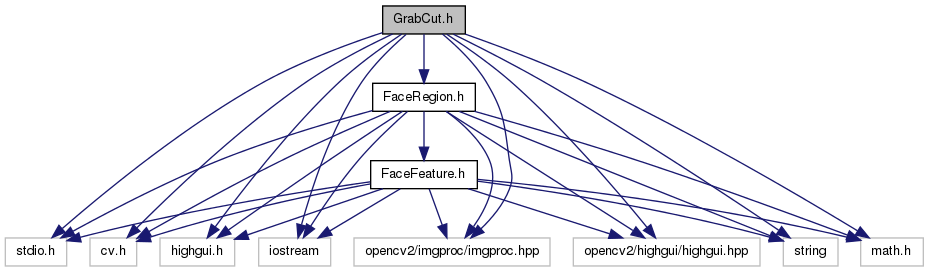 GrabCut.h
FaceRegion.h
FaceFeature.h
stdio.h
cv.h
highgui.h
iostream
opencv2/imgproc/imgproc.hpp
opencv2/highgui/highgui.hpp
string
math.h